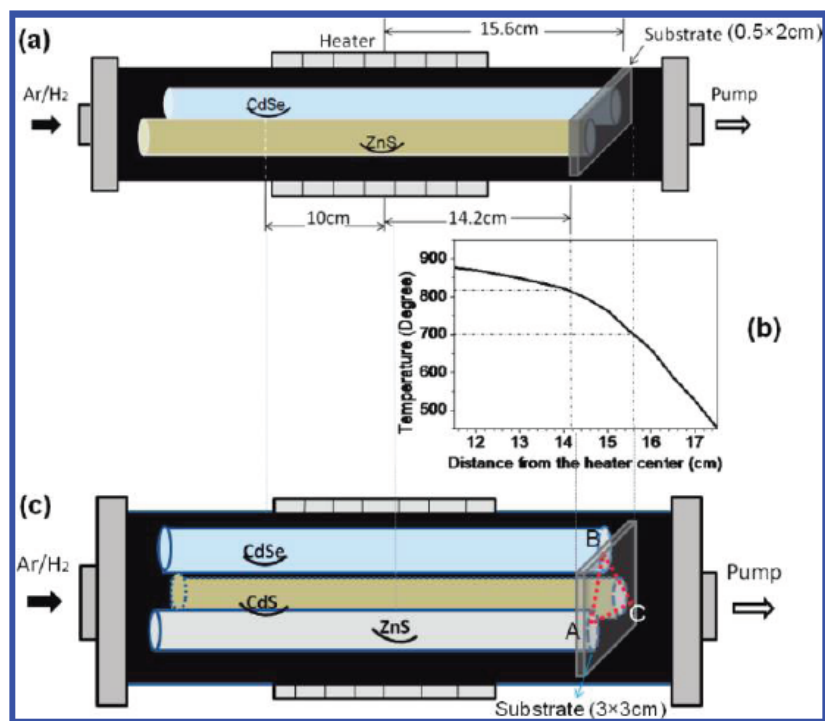 (a)
15.6cm
Heater
Substrate (0.5×2cm)
Ar/H2
Pump
CdSe
ZnS
10cm
14.2cm
(b)
Temperature (Degree)
900
800
700
600
500
12 13 14 15 16 17
Distance from the heater center (cm)
(c)
Ar/H2
Pump
CdSe
B
CdS
C
ZnS
A
Substrate (3×3cm)